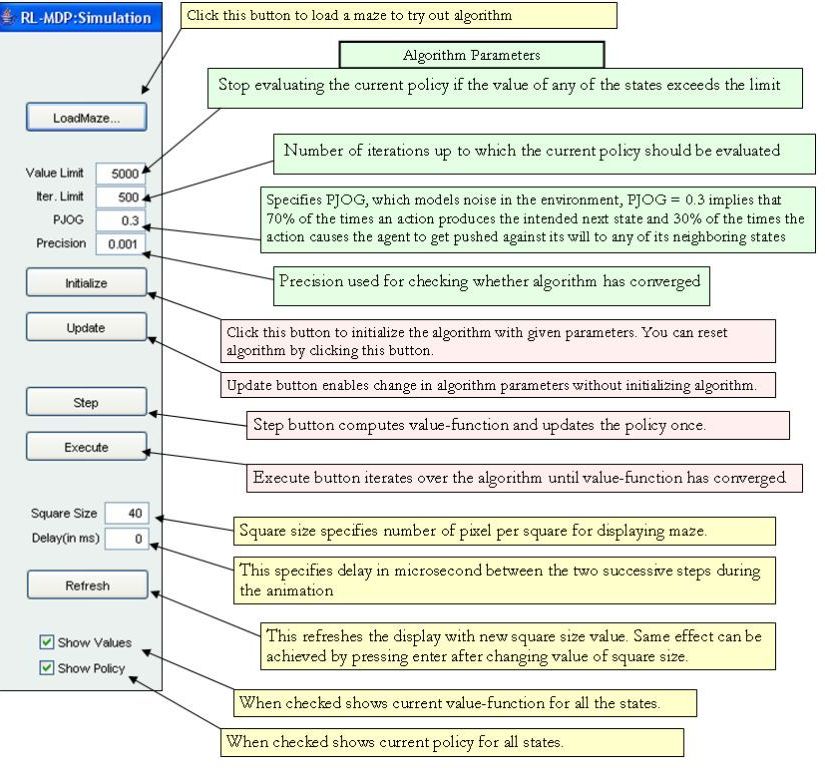 RL-MDP:Simulation
Click this button to load a maze to try out algorithm
Algorithm Parameters
Stop evaluating the current policy if the value of any of the states exceeds the limit
LoadMaze...
Number of iterations up to which the current policy should be evaluated
Value Limit 5000
Iter. Limit 500
PJOG 0.3
Precision 0.001
Specifies PJOG, which models noise in the environment, PJOG = 0.3 implies that
70% of the times an action produces the intended next state and 30% of the times the
action causes the agent to get pushed against its will to any of its neighboring states
Precision used for checking whether algorithm has converged
Initialize
Click this button to initialize the algorithm with given parameters. You can reset
algorithm by clicking this button.
Update
Update button enables change in algorithm parameters without initializing algorithm.
Step
Step button computes value-function and updates the policy once.
Execute
Execute button iterates over the algorithm until value-function has converged
Square Size 40
Square size specifies number of pixel per square for displaying maze.
Delay(in ms) 0
This specifies delay in microsecond between the two successive steps during
the animation
Refresh
This refreshes the display with new square size value. Same effect can be
achieved by pressing enter after changing value of square size.
Show Values
Show Policy
When checked shows current value-function for all the states.
When checked shows current policy for all states.